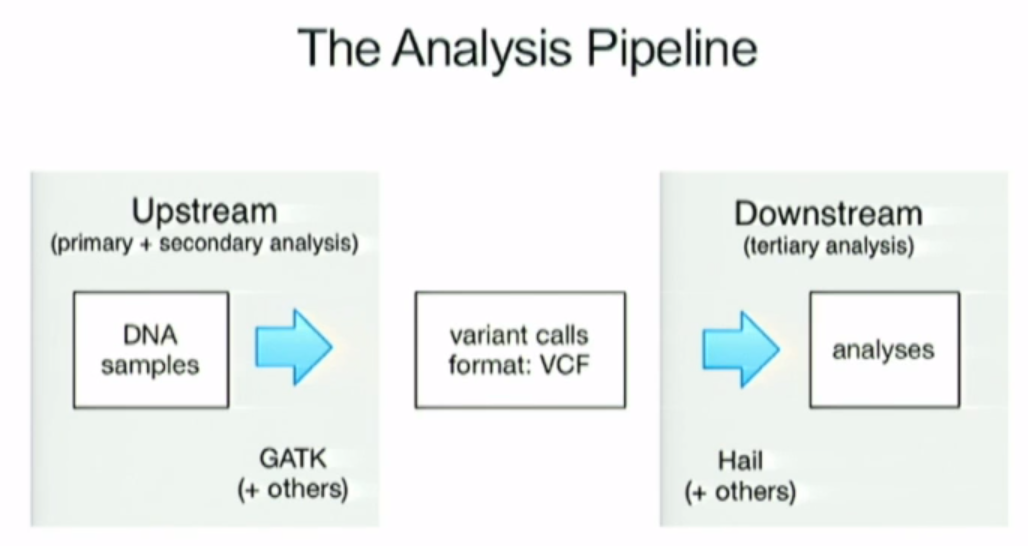 The Analysis Pipeline
Upstream
(primary + secondary analysis)
DNA
samples
GATK
(+ others)
variant calls
format: VCF
Downstream
(tertiary analysis)
analyses
Hail
(+ others)